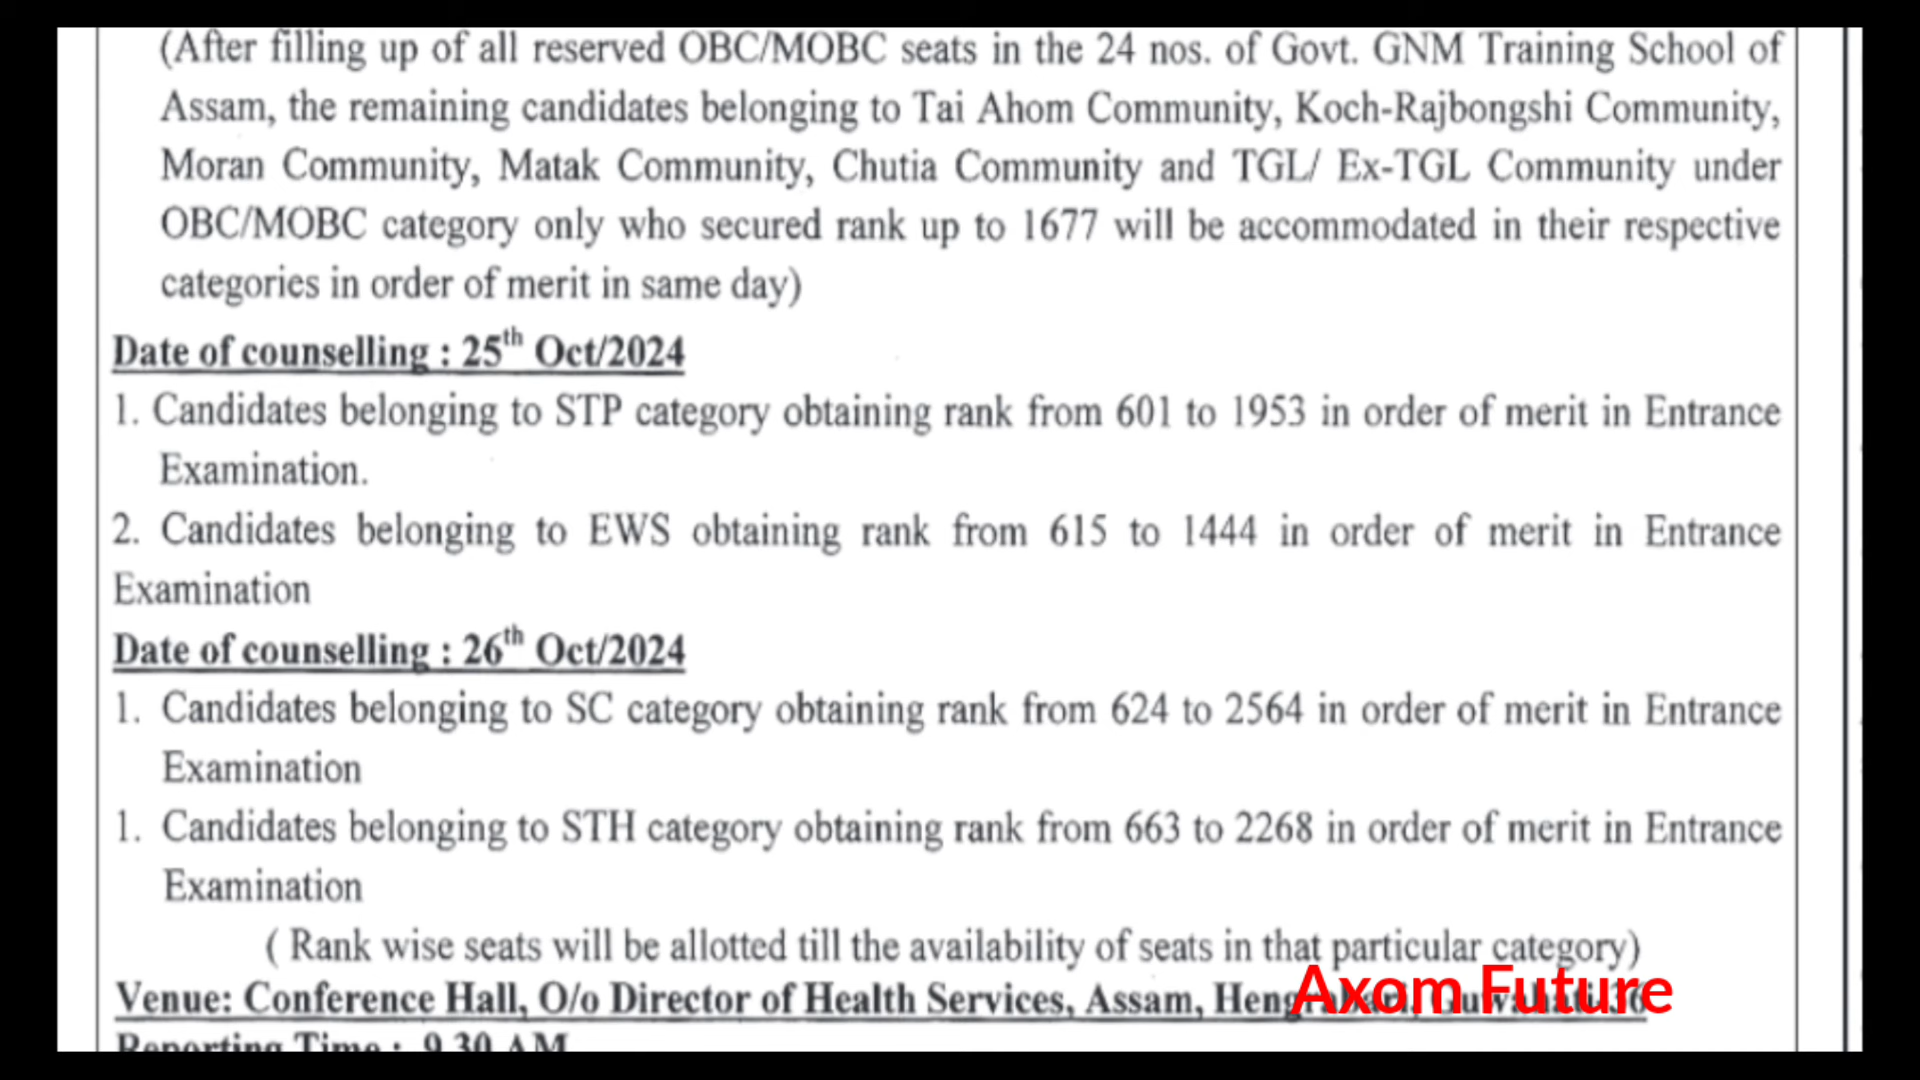 (After filling up of all reserved OBC/MOBC seats in the 24 nos. of Govt. GNM Training School of
Assam, the remaining candidates belonging to Tai Ahom Community, Koch-Rajbongshi Community,
Moran Community, Matak Community, Chutia Community and TGL/ Ex-TGL Community under
OBC/MOBC category only who secured rank up to 1677 will be accommodated in their respective
categories in order of merit in same day)
Date of counselling : 25th Oct/2024
1. Candidates belonging to STP category obtaining rank from 601 to 1953 in order of merit in Entrance
Examination.
2. Candidates belonging to EWS obtaining rank from 615 to 1444 in order of merit in Entrance
Examination
Date of counselling : 26th Oct/2024
1. Candidates belonging to SC category obtaining rank from 624 to 2564 in order of merit in Entrance
Examination
1. Candidates belonging to STH category obtaining rank from 663 to 2268 in order of merit in Entrance
Examination
( Rank wise seats will be allotted till the availability of seats in that particular category)
Venue: Conference Hall, O/o Director of Health Services, Assam, Hengrabari, Guwahati-36
Axom Future
Reporting Time : 9.30 AM